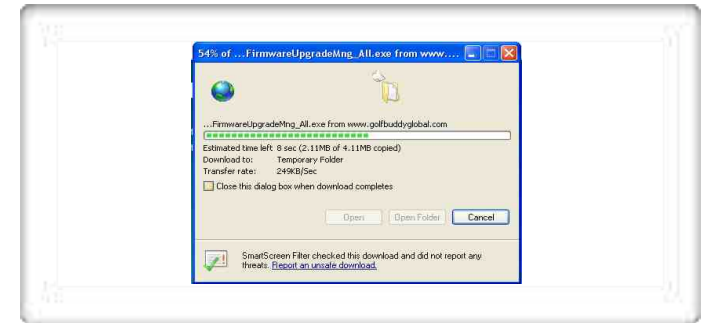 54% of ...FirmwareUpgradeMng_All.exe from www....
...FirmwareUpgradeMng_All.exe from www.golfbuddyglobal.com
Estimated time left 8 sec (2.11MB of 4.11MB copied)
Download to: Temporary Folder
Transfer rate: 249KB/Sec
Close this dialog box when download completes
Open Open Folder Cancel
SmartScreen Filter checked this download and did not report any
threats. Report an unsafe download.